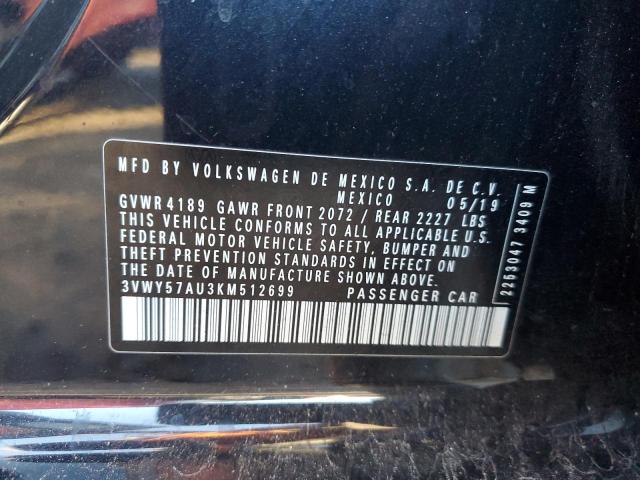 MFD BY VOLKSWAGEN DE MEXICO S.A. DE C.V.
MEXICO 05/19
GVWR 4189 GAWR FRONT 2072 / REAR 2227 LBS
THIS VEHICLE CONFORMS TO ALL APPLICABLE U.S.
FEDERAL MOTOR VEHICLE SAFETY, BUMPER AND
THEFT PREVENTION STANDARDS IN EFFECT ON
THE DATE OF MANUFACTURE SHOWN ABOVE.
3VWY57AU3KM512699 PASSENGER CAR
2253047 3409 M